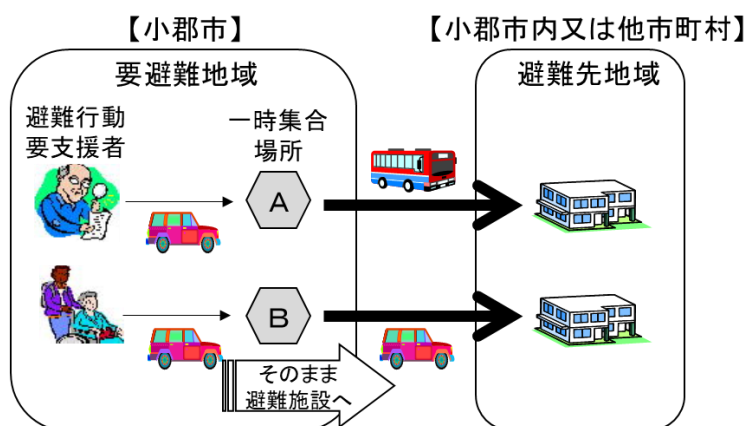 【小郡市】
【小郡市内又は他市町村】
要避難地域
避難先地域
避難行動
要支援者
一時集合
場所
A
B
そのまま
避難施設へ